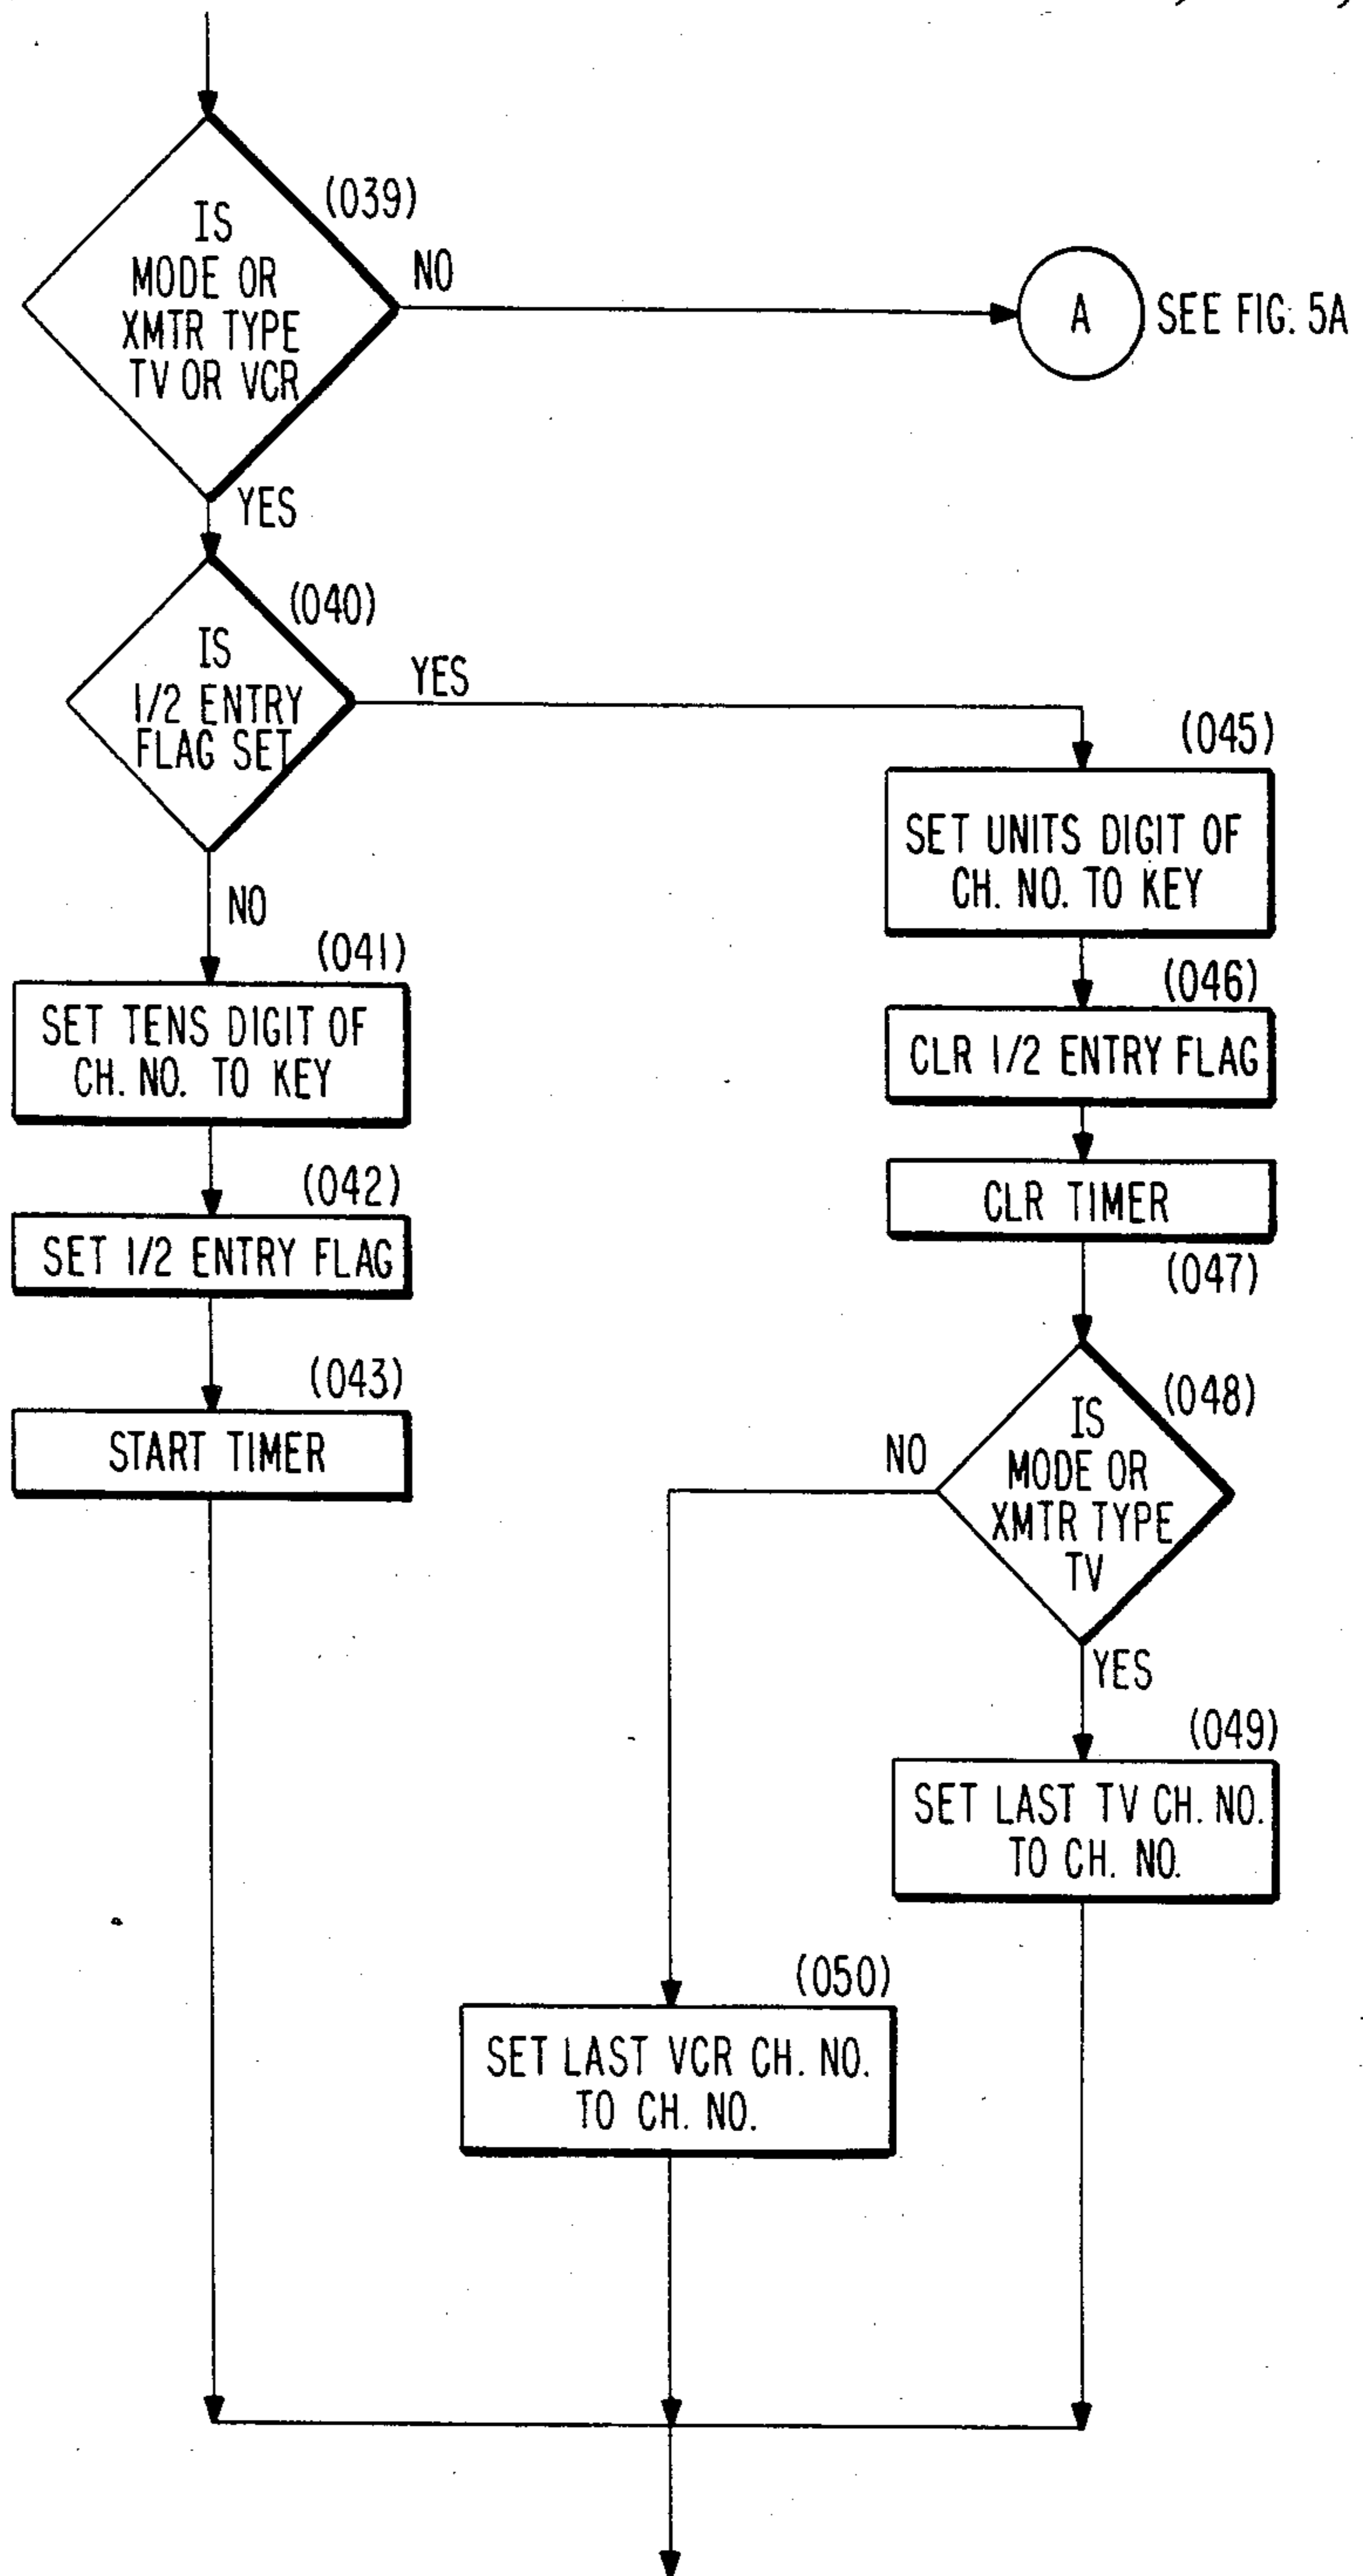 (039)
IS
MODE OR
XMTR TYPE
TV OR VCR
NO
A
SEE FIG. 5A
YES
(040)
IS
1/2 ENTRY
FLAG SET
YES
NO
(041)
SET TENS DIGIT OF
CH. NO. TO KEY
(042)
SET 1/2 ENTRY FLAG
(043)
START TIMER
(045)
SET UNITS DIGIT OF
CH. NO. TO KEY
(046)
CLR 1/2 ENTRY FLAG
CLR TIMER
(047)
(048)
IS
MODE OR
XMTR TYPE
TV
NO
YES
(049)
SET LAST TV CH. NO.
TO CH. NO.
(050)
SET LAST VCR CH. NO.
TO CH. NO.